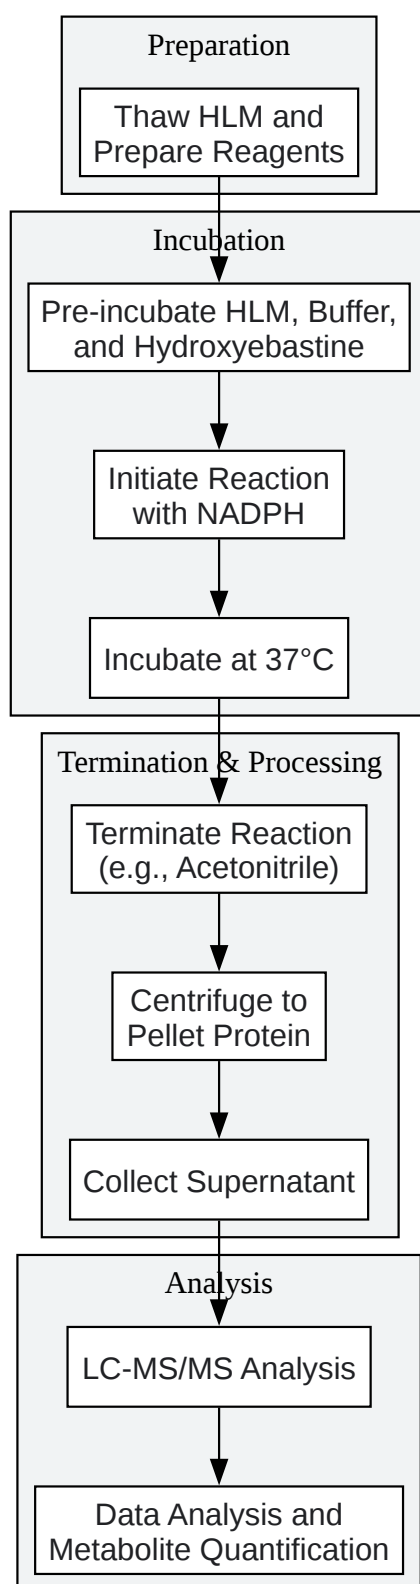 Preparation
Thaw HLM and
Prepare Reagents
Incubation
Pre-incubate HLM, Buffer,
and Hydroxyebastine
Initiate Reaction
with NADPH
Incubate at 37°C
Termination & Processing
Terminate Reaction
(e.g., Acetonitrile)
Centrifuge to
Pellet Protein
Collect Supernatant
Analysis
LC-MS/MS Analysis
Data Analysis and
Metabolite Quantification